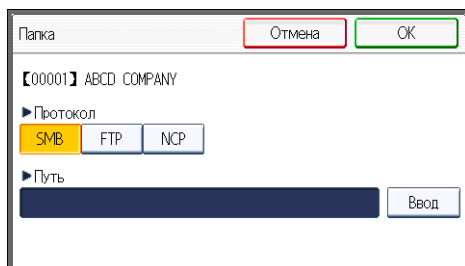 Папка Отмена OK
【00001】 ABCD COMPANY
►Протокол
SMB FTP NCP
►Путь
Ввод